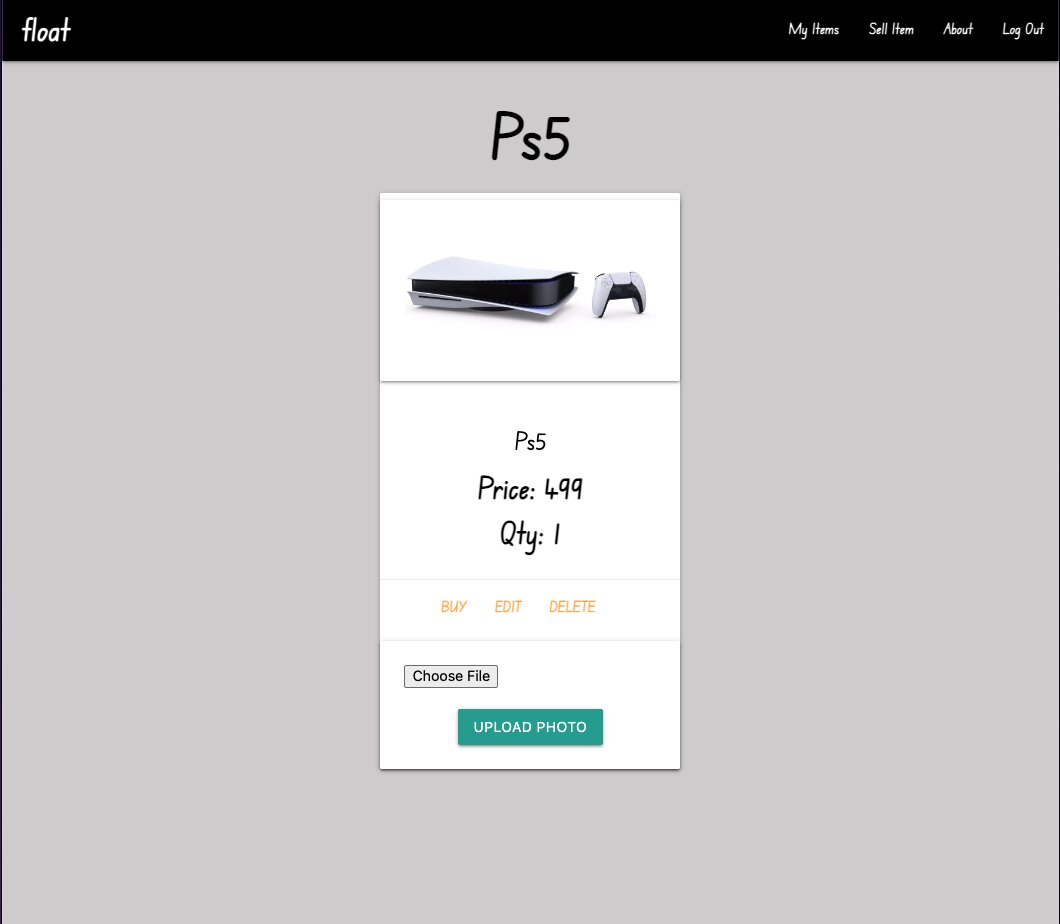 float
My Items Sell Item About Log Out
Ps5
Ps5
Price: 499
Qty: 1
BUY EDIT DELETE
Choose File
UPLOAD PHOTO